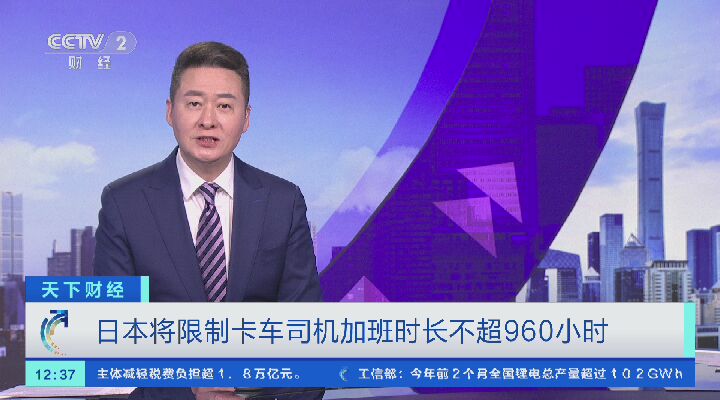 CCTV 2
财经
天下财经
日本将限制卡车司机加班时长不超960小时
12:37 主体减轻税费负担超1.8万亿元。 工信部：今年前2个月全国锂电总产量超过102GWh